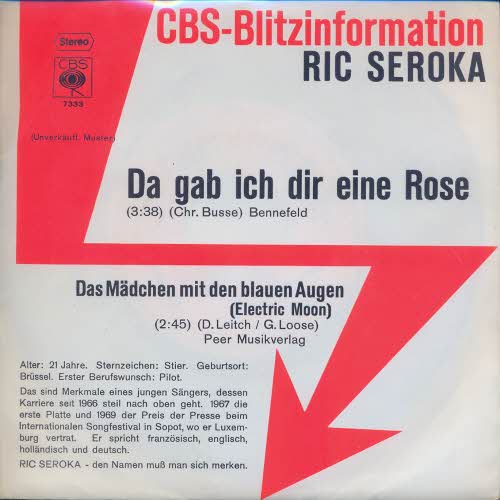 CBS-Blitzinformation
RIC SEROKA
Stereo
CBS
7333
(Unverkäufl. Muster)
Da gab ich dir eine Rose
(3:38) (Chr. Busse) Bennefeld
Das Mädchen mit den blauen Augen
(Electric Moon)
(2:45) (D. Leitch / G. Loose)
Peer Musikverlag
Alter: 21 Jahre. Sternzeichen: Stier. Geburtsort:
Brüssel. Erster Berufswunsch: Pilot.
Das sind Merkmale eines jungen Sängers, dessen
Karriere seit 1966 steil nach oben geht. 1967 die
erste Platte und 1969 der Preis der Presse beim
Internationalen Songfestival in Sopot, wo er Luxem-
burg vertrat. Er spricht französisch, englisch,
holländisch und deutsch.
RIC SEROKA - den Namen muß man sich merken.